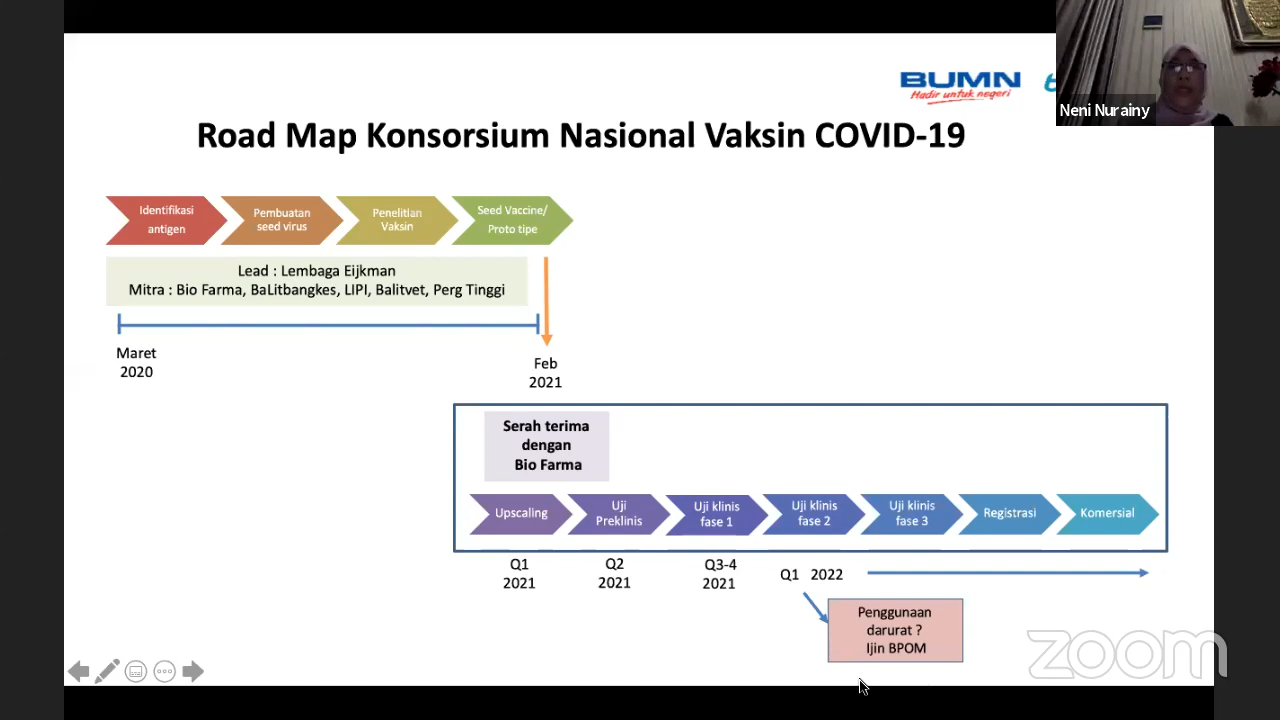 BUMN
Hadir untuk negeri
Neni Nurainy
Road Map Konsorsium Nasional Vaksin COVID-19
Identifikasi
antigen
Pembuatan
seed virus
Penelitian
Vaksin
Seed Vaccine/
Proto tipe
Lead : Lembaga Eijkman
Mitra : Bio Farma, BaLitbangkes, LIPI, Balitvet, Perg Tinggi
Maret
2020
Feb
2021
Serah terima
dengan
Bio Farma
Upscaling
Uji
Preklinis
Uji klinis
fase 1
Uji klinis
fase 2
Uji klinis
fase 3
Registrasi
Komersial
Q1
2021
Q2
2021
Q3-4
2021
Q1 2022
Penggunaan
darurat ?
Ijin BPOM
zoom